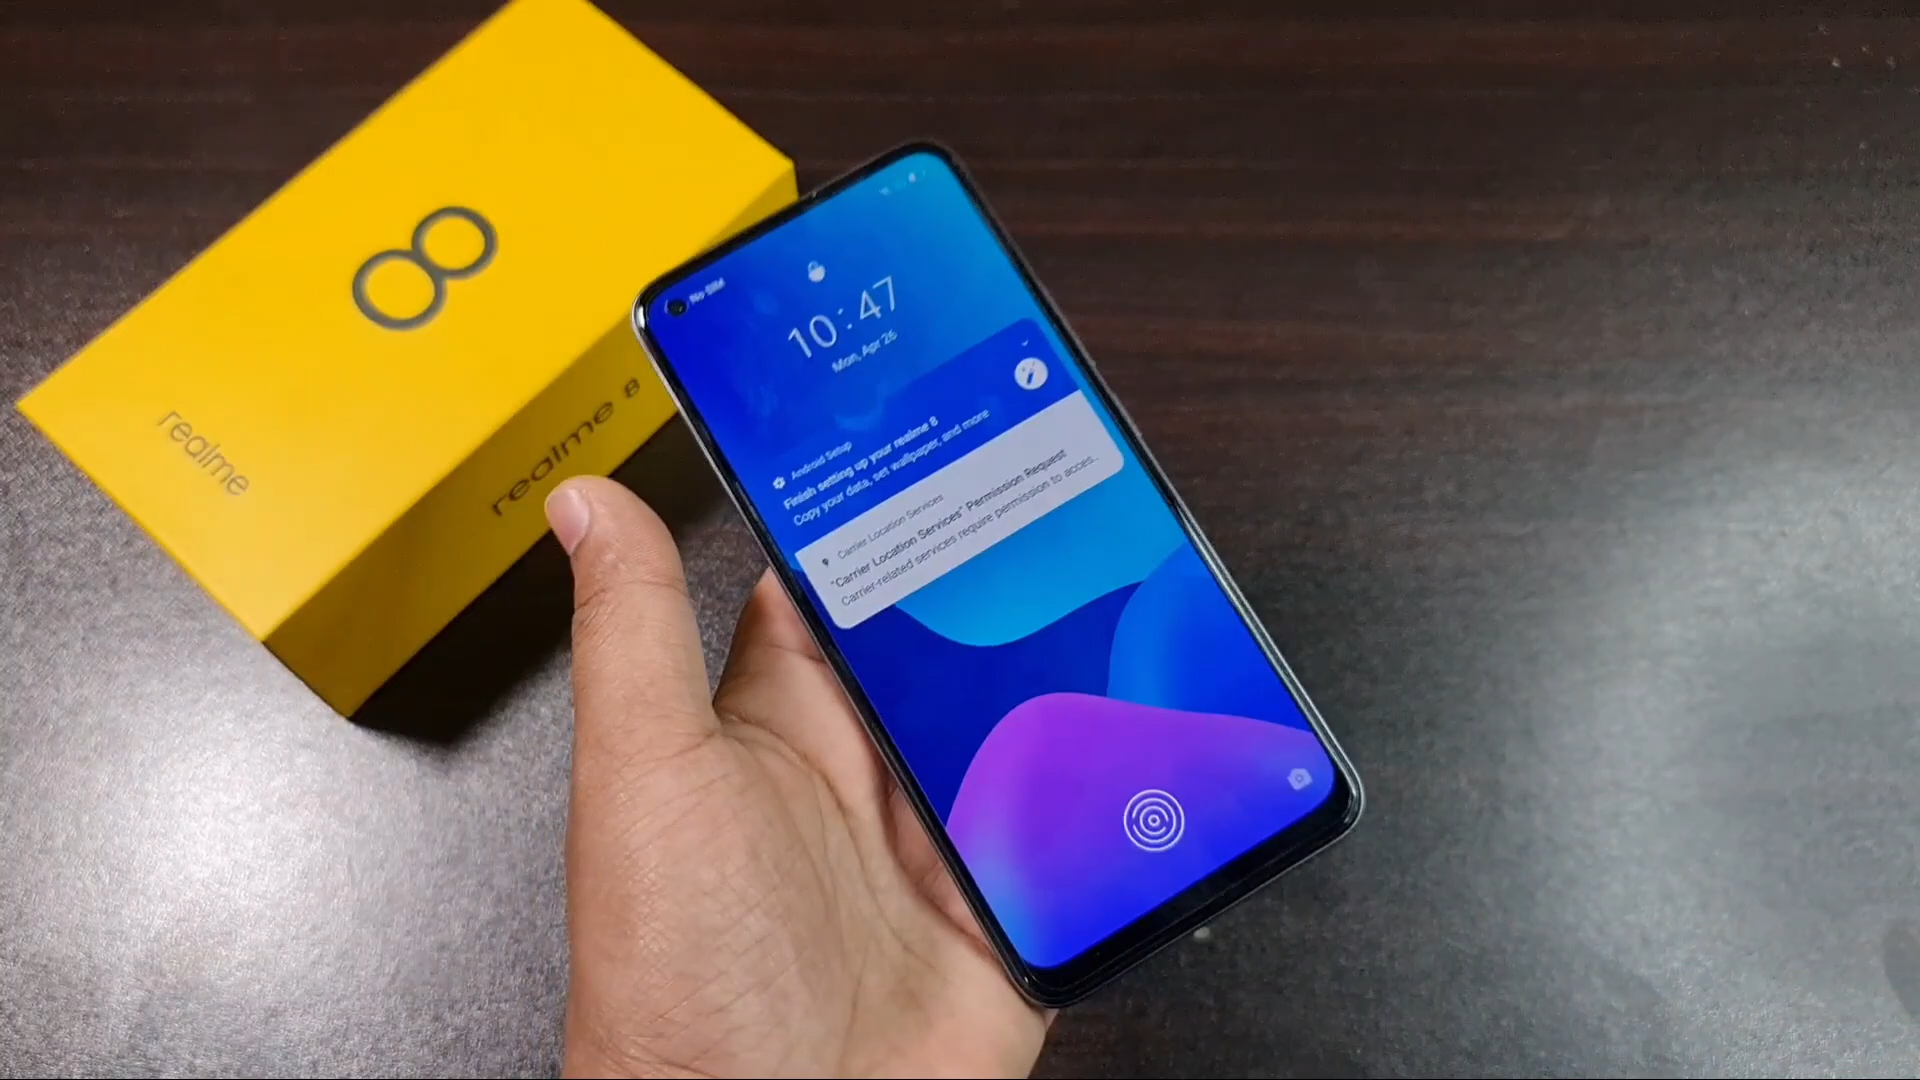 8
realme
realme 8
No SIM
10:47
Mon, Apr 26
Android Setup
Finish setting up your realme 8
Copy your data, set wallpaper, and more
Carrier Location Services
"Carrier Location Services" Permission Request
Carrier-related services require permission to acces..